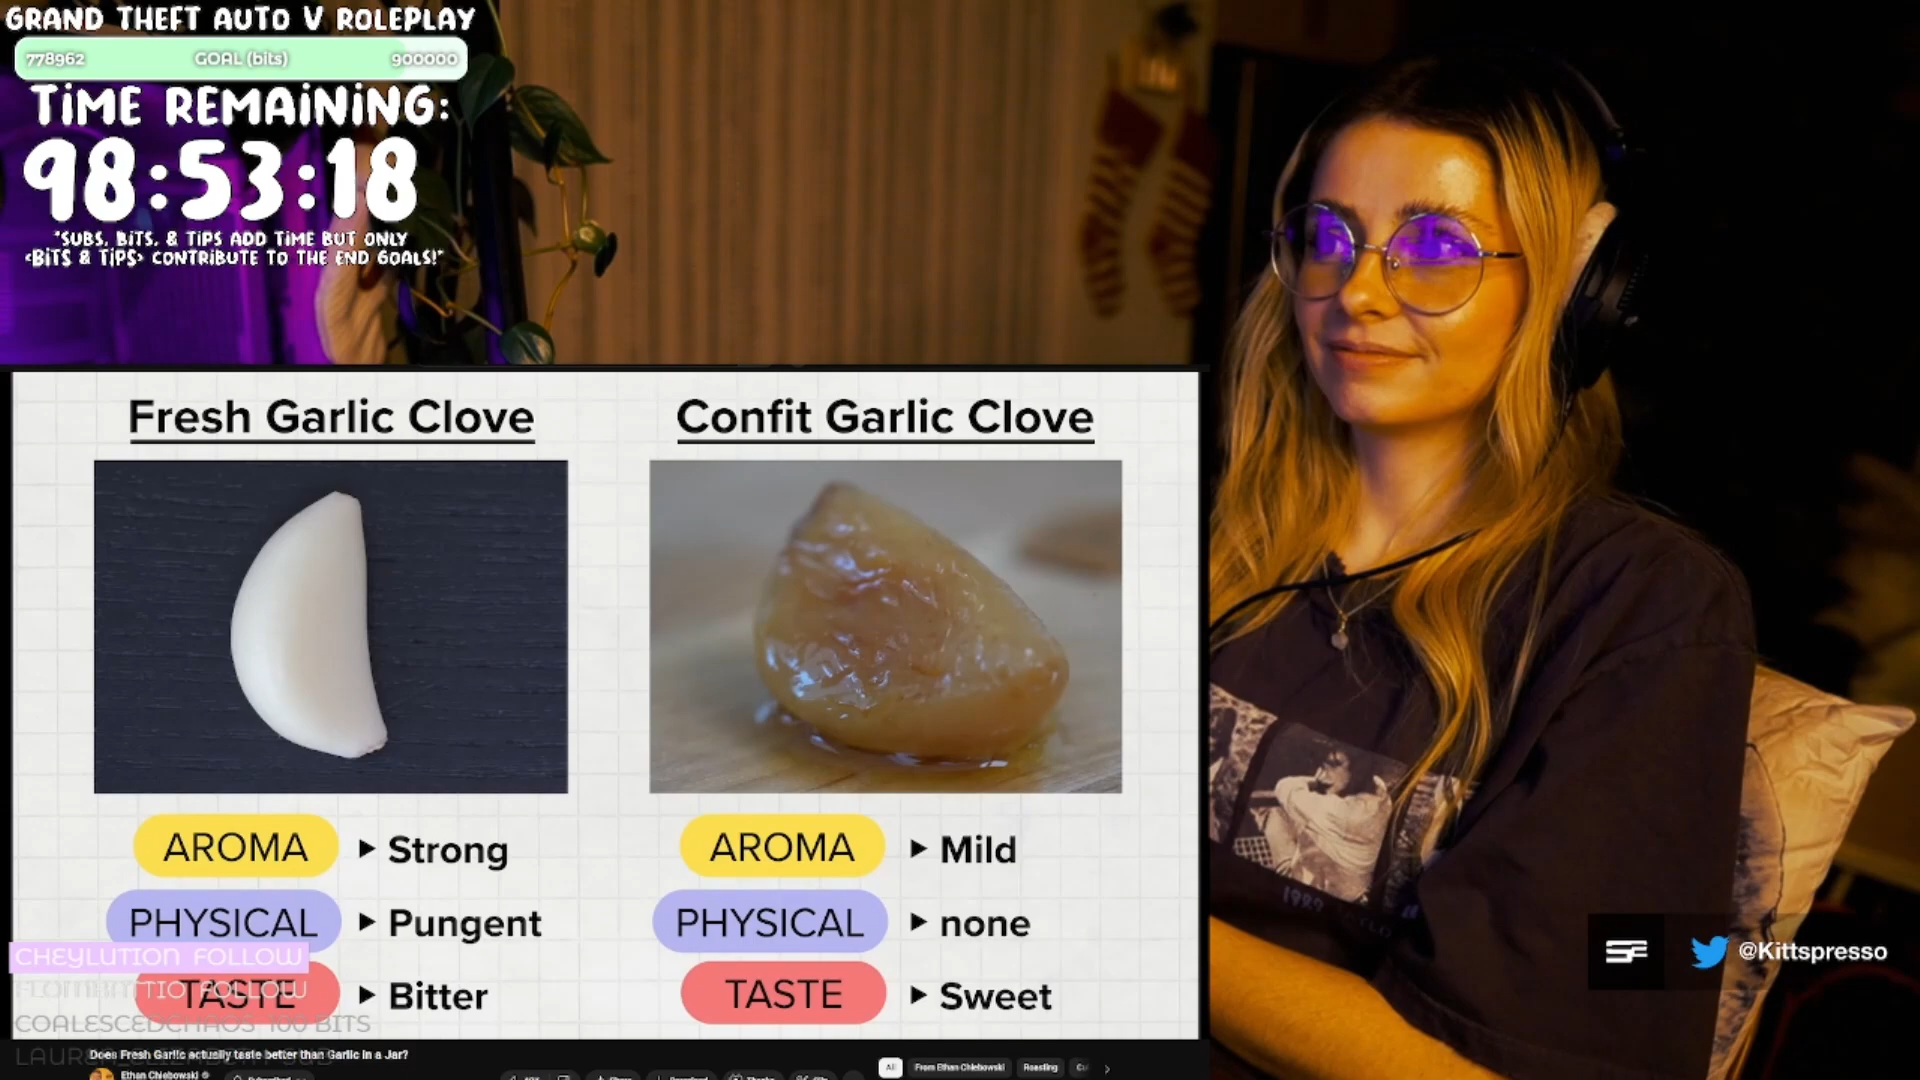 GRAND THEFT AUTO V ROLEPLAY
778962 GOAL (bits) 900000
TIME REMAINING:
98:53:18
"SUBS, BITS, & TIPS ADD TIME BUT ONLY
<BITS & TIPS> CONTRIBUTE TO THE END GOALS!"
Fresh Garlic Clove
Confit Garlic Clove
AROMA ▸ Strong
AROMA ▸ Mild
PHYSICAL ▸ Pungent
PHYSICAL ▸ none
CHEYLUTION FOLLOW
TASTE ▸ Bitter
TASTE ▸ Sweet
FOLLOW
COALESCEDCHAOS 100 BITS
@Kittspresso
Does Fresh Garlic actually taste better than Garlic in a Jar?
Ethan Chlebowski
All
From Ethan Chlebowski
Roasting